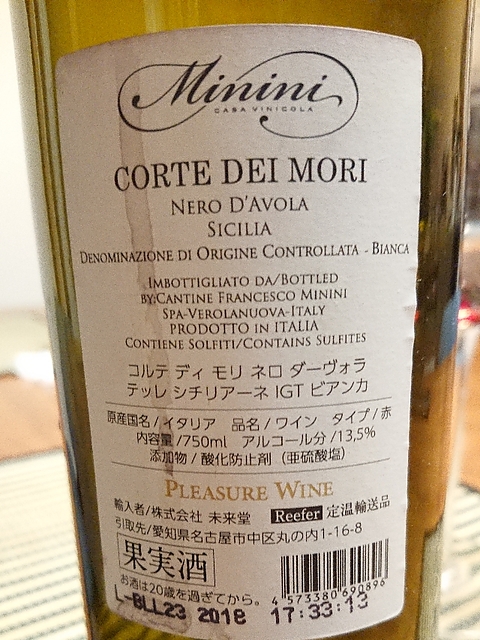 Minini
CASA VINICOLA
CORTE DEI MORI
NERO D'AVOLA
SICILIA
DENOMINAZIONE DI ORIGINE CONTROLLATA - BIANCA
IMBOTTIGLIATO DA/BOTTLED
BY:CANTINE FRANCESCO MININI
SPA-VEROLANUOVA-ITALY
PRODOTTO IN ITALIA
CONTIENE SOLFITI/CONTAINS SULFITES
コルテ ディ モリ ネロ ダーヴォラ
テッレ シチリアーネ IGT ビアンカ
原産国名/イタリア 品名/ワイン タイプ/赤
内容量/750ml アルコール分/13,5%
添加物/酸化防止剤(亜硫酸塩)
PLEASURE WINE
輸入者/株式会社 未来堂 Reefer 定温輸送品
引取先/愛知県名古屋市中区丸の内1-16-8
果実酒
お酒は20歳を過ぎてから。
4 573380 690896
L-BLL23 2018 17:33:13